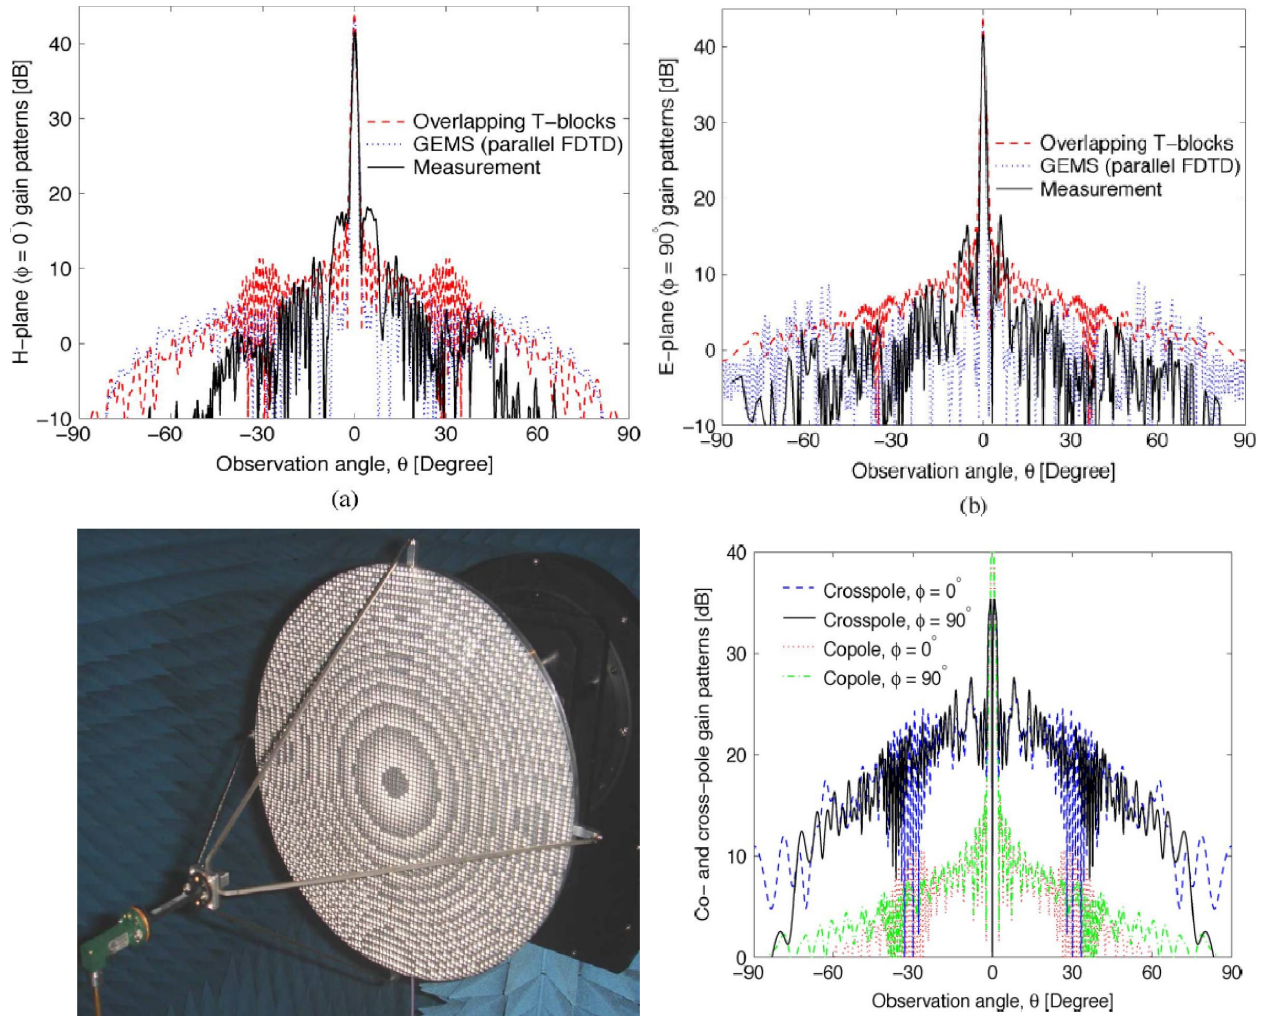 H-plane (ϕ = 0°) gain patterns [dB]
40
30
20
10
0
−10
Overlapping T−blocks
GEMS (parallel FDTD)
Measurement
−90
−60
−30
0
30
60
90
Observation angle, θ [Degree]
(a)
E-plane (ϕ = 90°) gain patterns [dB]
40
30
20
10
0
−10
Overlapping T−blocks
GEMS (parallel FDTD)
Measurement
−90
−60
−30
0
30
60
90
Observation angle, θ [Degree]
(b)
Co− and cross−pole gain patterns [dB]
40
30
20
10
0
Crosspole, ϕ = 0°
Crosspole, ϕ = 90°
Copole, ϕ = 0°
Copole, ϕ = 90°
−90
−60
−30
0
30
60
90
Observation angle, θ [Degree]